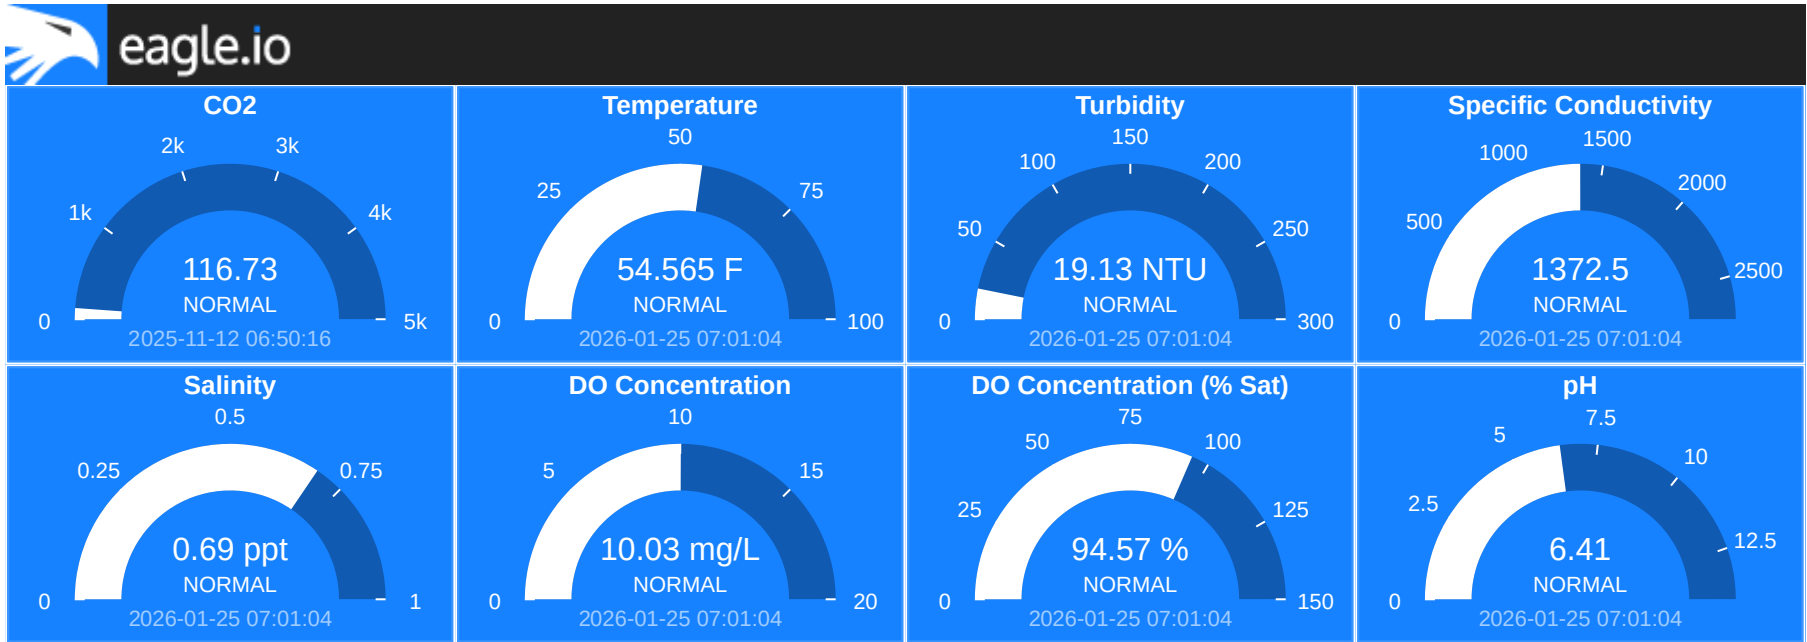 eagle.io
CO2
2k
3k
1k
4k
116.73
NORMAL
0
5k
2025-11-12 06:50:16
Temperature
50
25
75
54.565 F
NORMAL
0
100
2026-01-25 07:01:04
Turbidity
150
100
200
50
250
19.13 NTU
NORMAL
0
300
2026-01-25 07:01:04
Specific Conductivity
1500
1000
2000
500
2500
1372.5
NORMAL
0
2026-01-25 07:01:04
Salinity
0.5
0.25
0.75
0.69 ppt
NORMAL
0
1
2026-01-25 07:01:04
DO Concentration
10
5
15
10.03 mg/L
NORMAL
0
20
2026-01-25 07:01:04
DO Concentration (% Sat)
75
50
100
25
125
94.57 %
NORMAL
0
150
2026-01-25 07:01:04
pH
7.5
5
10
2.5
12.5
6.41
NORMAL
0
2026-01-25 07:01:04